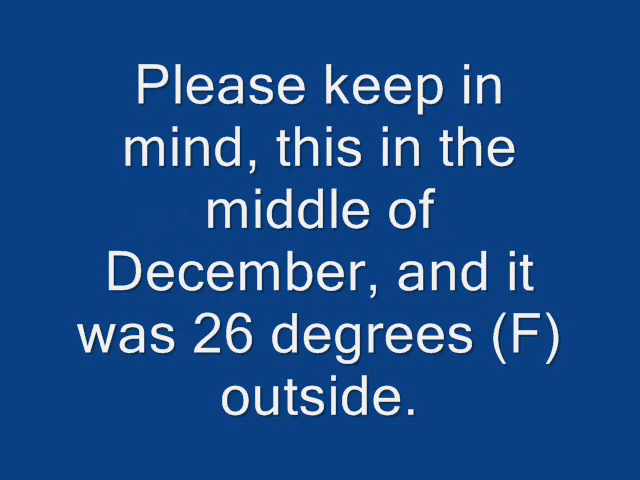 Please keep in
mind, this in the
middle of
December, and it
was 26 degrees (F)
outside.